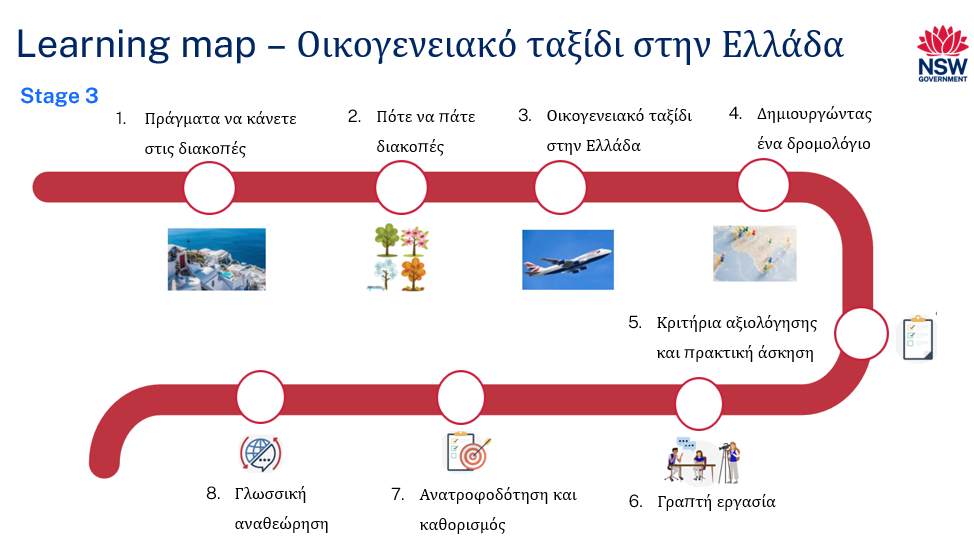 Learning map – Οικογενειακό ταξίδι στην Ελλάδα
NSW
GOVERNMENT
Stage 3
1. Πράγματα να κάνετε
στις διακοπές
2. Πότε να πάτε
διακοπές
3. Οικογενειακό ταξίδι
στην Ελλάδα
4. Δημιουργώντας
ένα δρομολόγιο
5. Κριτήρια αξιολόγησης
και πρακτική άσκηση
6. Γραπτή εργασία
7. Ανατροφοδότηση και
καθορισμός
8. Γλωσσική
αναθεώρηση